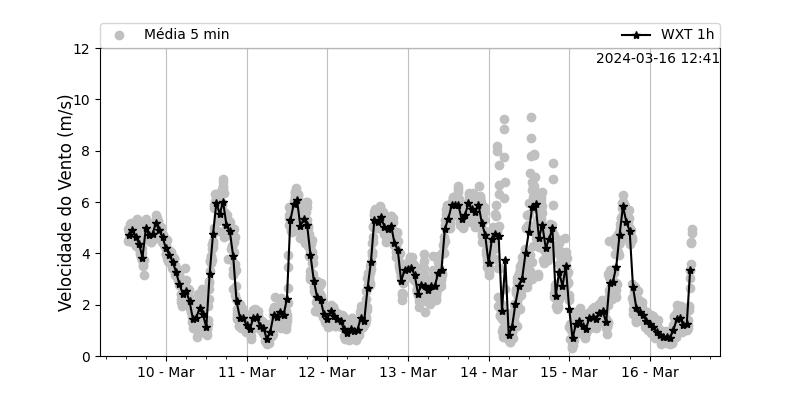 Média 5 min
WXT 1h
2024-03-16 12:41
Velocidade do Vento (m/s)
12
10
8
6
4
2
0
10 - Mar
11 - Mar
12 - Mar
13 - Mar
14 - Mar
15 - Mar
16 - Mar